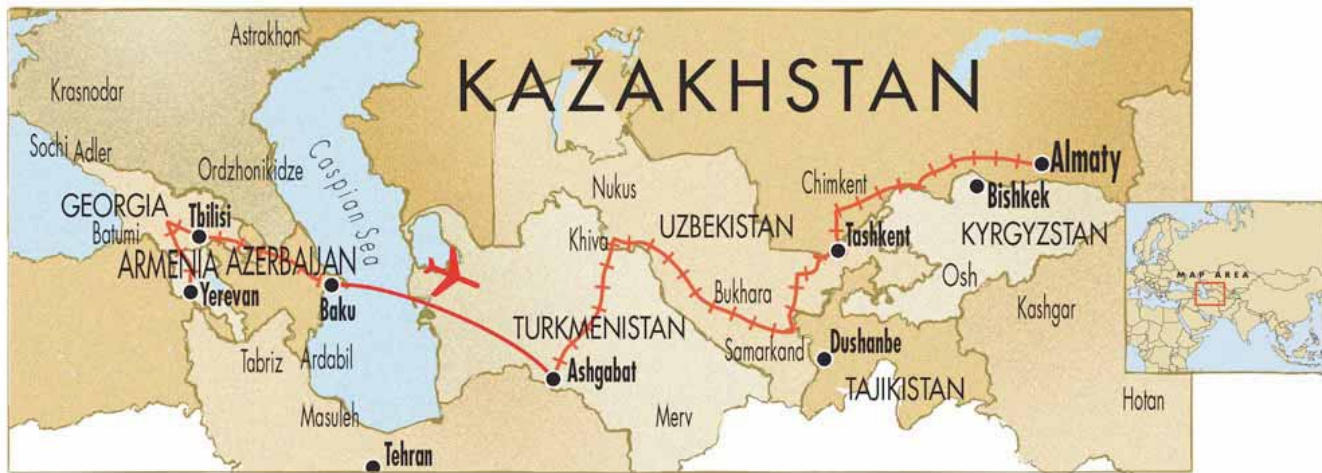 Astrakhan
KAZAKHSTAN
Krasnodar
Sochi Adler
Ordzhonikidze
Caspian Sea
Nukus
Chimkent
Almaty
Bishkek
GEORGIA
Batumi
Tbilisi
Khiva
UZBEKISTAN
Tashkent
KYRGYZSTAN
ARMENIA
AZERBAIJAN
Osh
MAP AREA
Yerevan
Baku
Bukhara
Kashgar
TURKMENISTAN
Tabriz
Ardabil
Samarkand
Dushanbe
Ashgabat
TAJIKISTAN
Masuleh
Merv
Hotan
Tehran